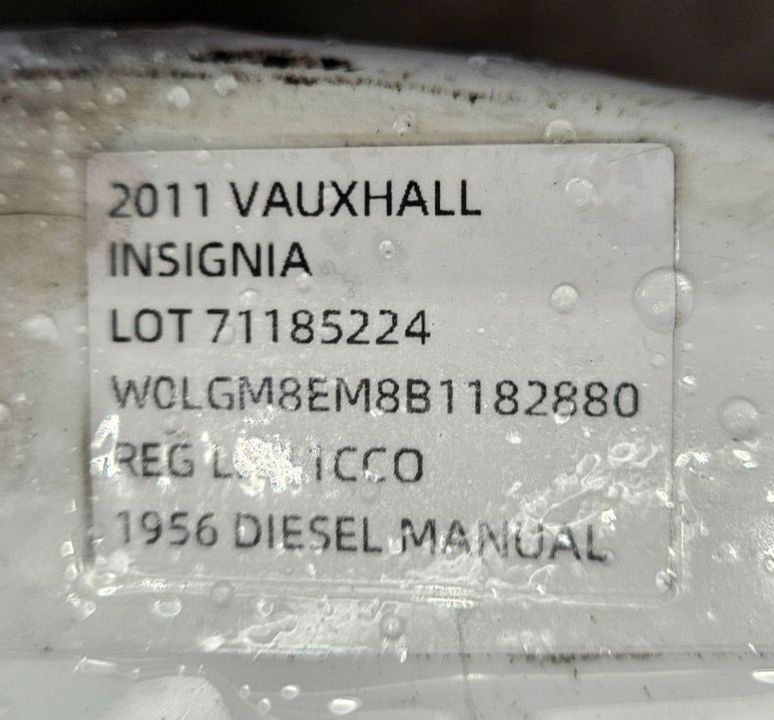 2011 VAUXHALL
INSIGNIA
LOT 71185224
W0LGM8EM8B1182880
REG
1956 DIESEL MANUAL